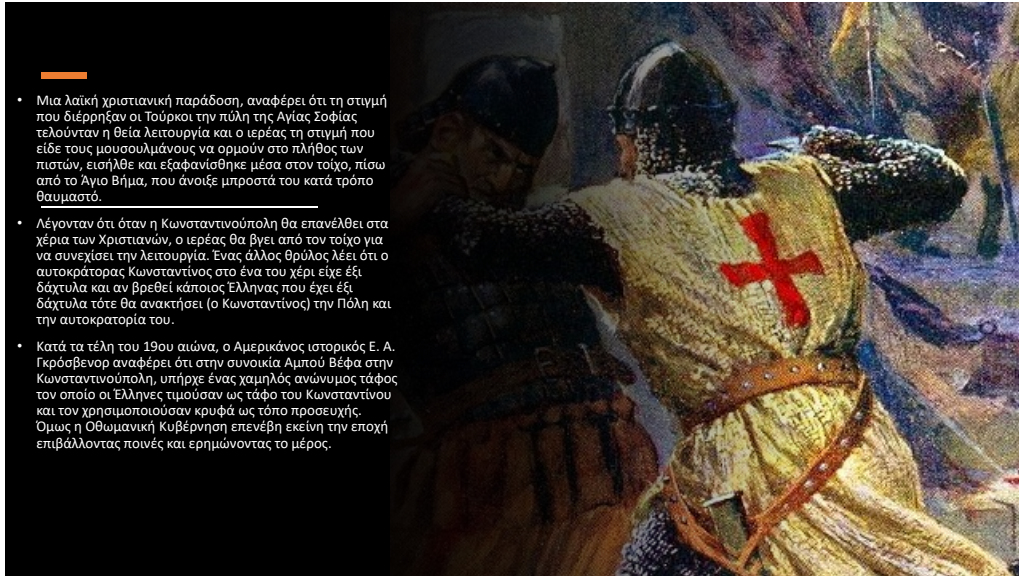 • Μια λαϊκή χριστιανική παράδοση, αναφέρει ότι τη στιγμή
που διέρρηξαν οι Τούρκοι την πύλη της Αγίας Σοφίας
τελούνταν η θεία λειτουργία και ο ιερέας τη στιγμή που
είδε τους μουσουλμάνους να ορμούν στο πλήθος των
πιστών, εισήλθε και εξαφανίσθηκε μέσα στον τοίχο, πίσω
από το Άγιο Βήμα, που άνοιξε μπροστά του κατά τρόπο
θαυμαστό.
• Λέγονταν ότι όταν η Κωνσταντινούπολη θα επανέλθει στα
χέρια των Χριστιανών, ο ιερέας θα βγει από τον τοίχο για
να συνεχίσει την λειτουργία. Ένας άλλος θρύλος λέει ότι ο
αυτοκράτορας Κωνσταντίνος στο ένα του χέρι είχε έξι
δάχτυλα και αν βρεθεί κάποιος Έλληνας που έχει έξι
δάχτυλα τότε θα ανακτήσει (ο Κωνσταντίνος) την Πόλη και
την αυτοκρατορία του.
• Κατά τα τέλη του 19ου αιώνα, ο Αμερικάνος ιστορικός Ε. Α.
Γκρόσβενορ αναφέρει ότι στην συνοικία Αμπού Βέφα στην
Κωνσταντινούπολη, υπήρχε ένας χαμηλός ανώνυμος τάφος
τον οποίο οι Έλληνες τιμούσαν ως τάφο του Κωνσταντίνου
και τον χρησιμοποιούσαν κρυφά ως τόπο προσευχής.
Όμως η Οθωμανική Κυβέρνηση επενέβη εκείνη την εποχή
επιβάλλοντας ποινές και ερημώνοντας το μέρος.